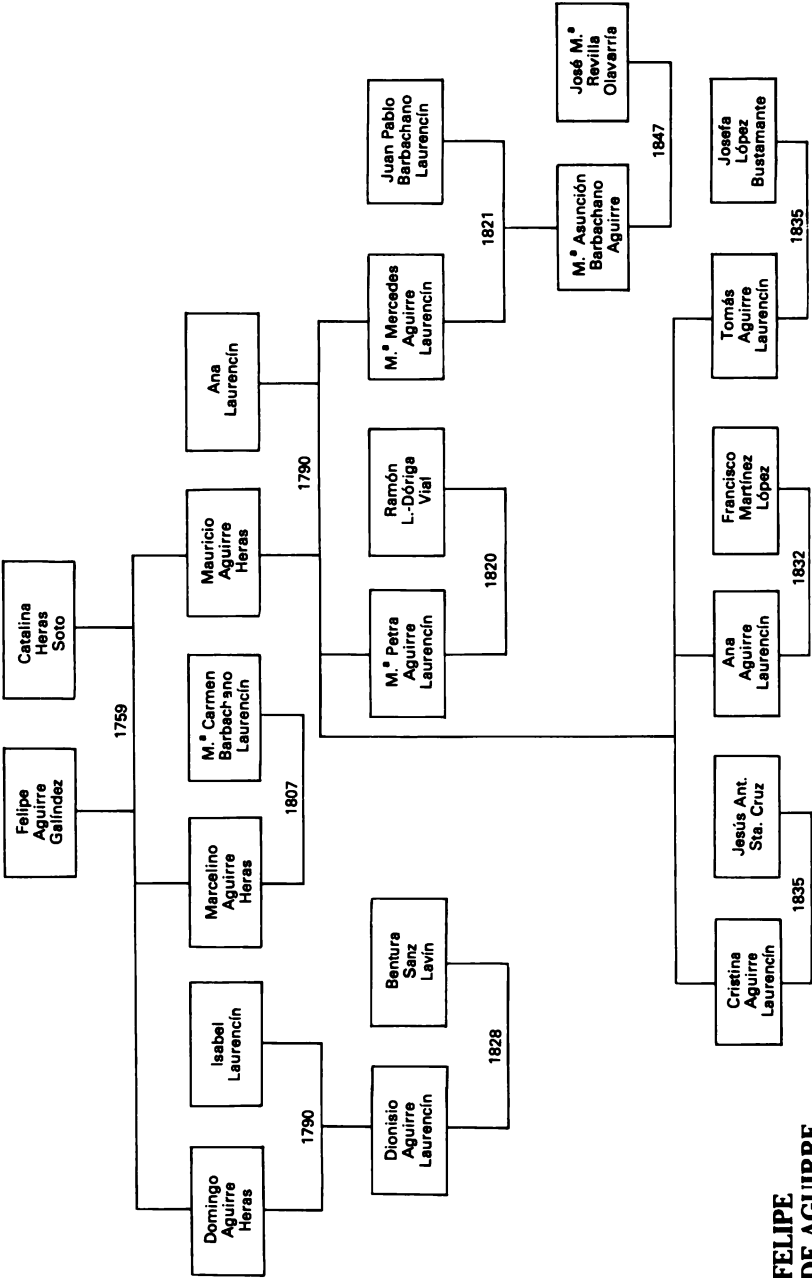 Felipe
Aguirre
Galíndez
Catalina
Heras
Soto
1759
Domingo
Aguirre
Heras
Isabel
Laurencín
Marcelino
Aguirre
Heras
M.ª Carmen
Barbachano
Laurencín
Mauricio
Aguirre
Heras
Ana
Laurencín
1790
1807
1790
Dionisio
Aguirre
Laurencín
Bentura
Sanz
Lavín
M.ª Petra
Aguirre
Laurencín
Ramón
L.-Dóriga
Vial
M.ª Mercedes
Aguirre
Laurencín
Juan Pablo
Barbachano
Laurencín
1828
1820
1821
M.ª Asunción
Barbachano
Aguirre
José M.ª
Revilla
Olavarría
1847
Cristina
Aguirre
Laurencín
Jesús Ant.
Sta. Cruz
Ana
Aguirre
Laurencín
Francisco
Martínez
López
Tomás
Aguirre
Laurencín
Josefa
López
Bustamante
1835
1832
1835
FELIPE
DE AGUIRRE